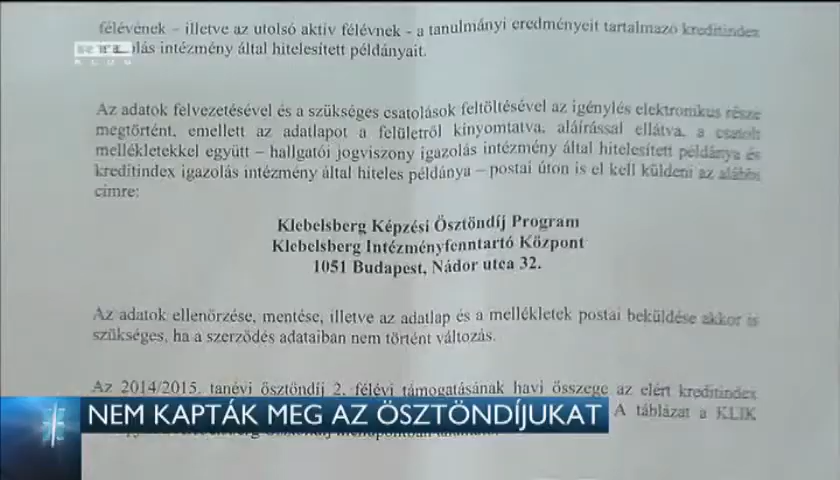 félévének – illetve az utolsó aktív félévnek - a tanulmányi eredményeit tartalmazó kreditindex
igazolás intézmény által hitelesített példányait.
Az adatok felvezetésével és a szükséges csatolások feltöltésével az igénylés elektronikus része
megtörtént, emellett az adatlapot a felületről kinyomtatva, aláírással ellátva, a csatolt
mellékletekkel együtt – hallgatói jogviszony igazolás intézmény által hitelesített példánya és
kreditindex igazolás intézmény által hiteles példánya – postai úton is el kell küldeni az alábbi
címre:
Klebelsberg Képzési Ösztöndíj Program
Klebelsberg Intézményfenntartó Központ
1051 Budapest, Nádor utca 32.
Az adatok ellenőrzése, mentése, illetve az adatlap és a mellékletek postai beküldése akkor is
szükséges, ha a szerződés adataiban nem történt változás.
Az 2014/2015. tanévi ösztöndíj 2. félévi támogatásának havi összege az elért kreditindex
A táblázat a KLIK
NEM KAPTÁK MEG AZ ÖSZTÖNDÍJUKAT